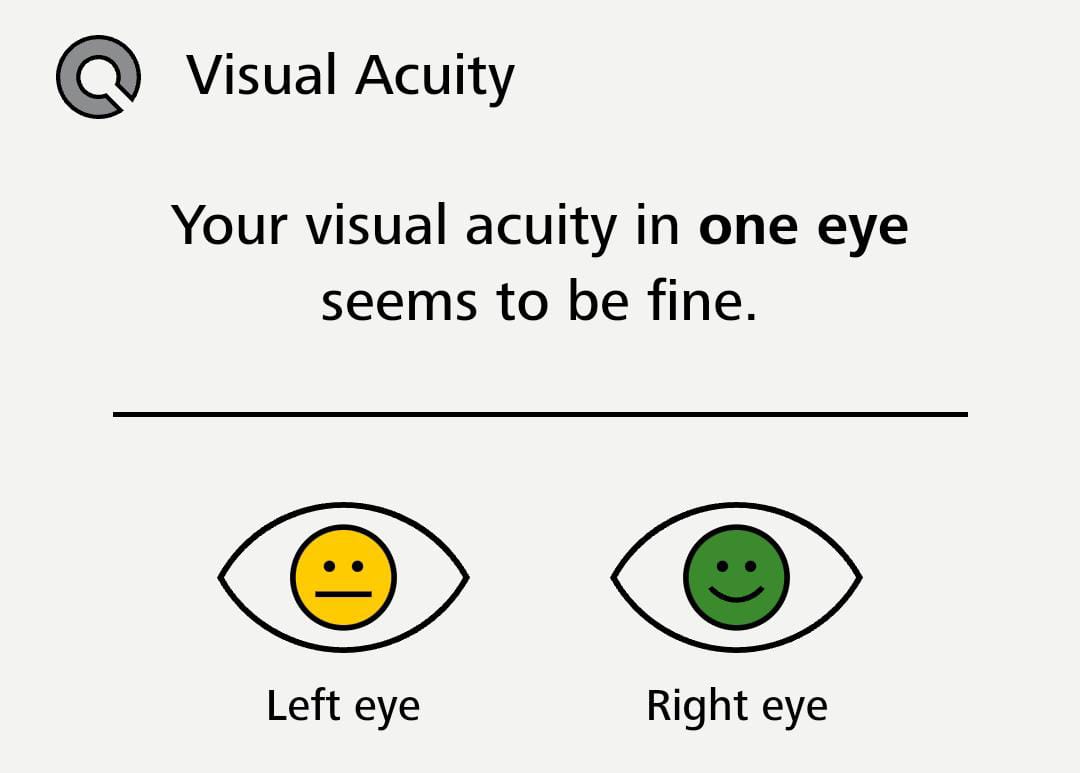 Visual Acuity
Your visual acuity in one eye
seems to be fine.
Left eye
Right eye